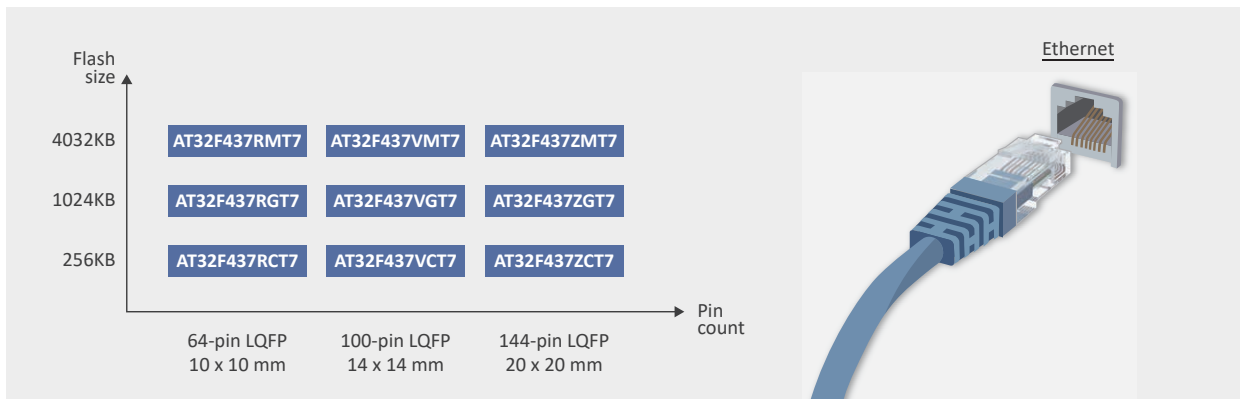 Flash
size
4032KB
AT32F437RMT7 AT32F437VMT7 AT32F437ZMT7
1024KB
AT32F437RGT7 AT32F437VGT7 AT32F437ZGT7
256KB
AT32F437RCT7 AT32F437VCT7 AT32F437ZCT7
Pin
count
64-pin LQFP
10 x 10 mm
100-pin LQFP
14 x 14 mm
144-pin LQFP
20 x 20 mm
Ethernet